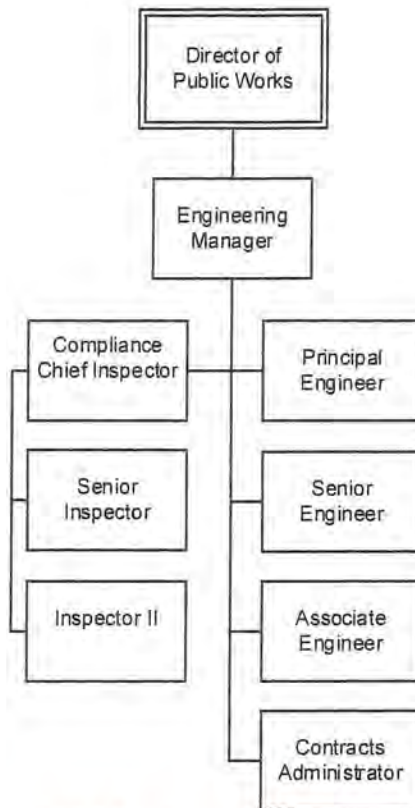 Director of
Public Works
Engineering
Manager
Compliance
Chief Inspector
Principal
Engineer
Senior
Inspector
Senior
Engineer
Inspector II
Associate
Engineer
Contracts
Administrator